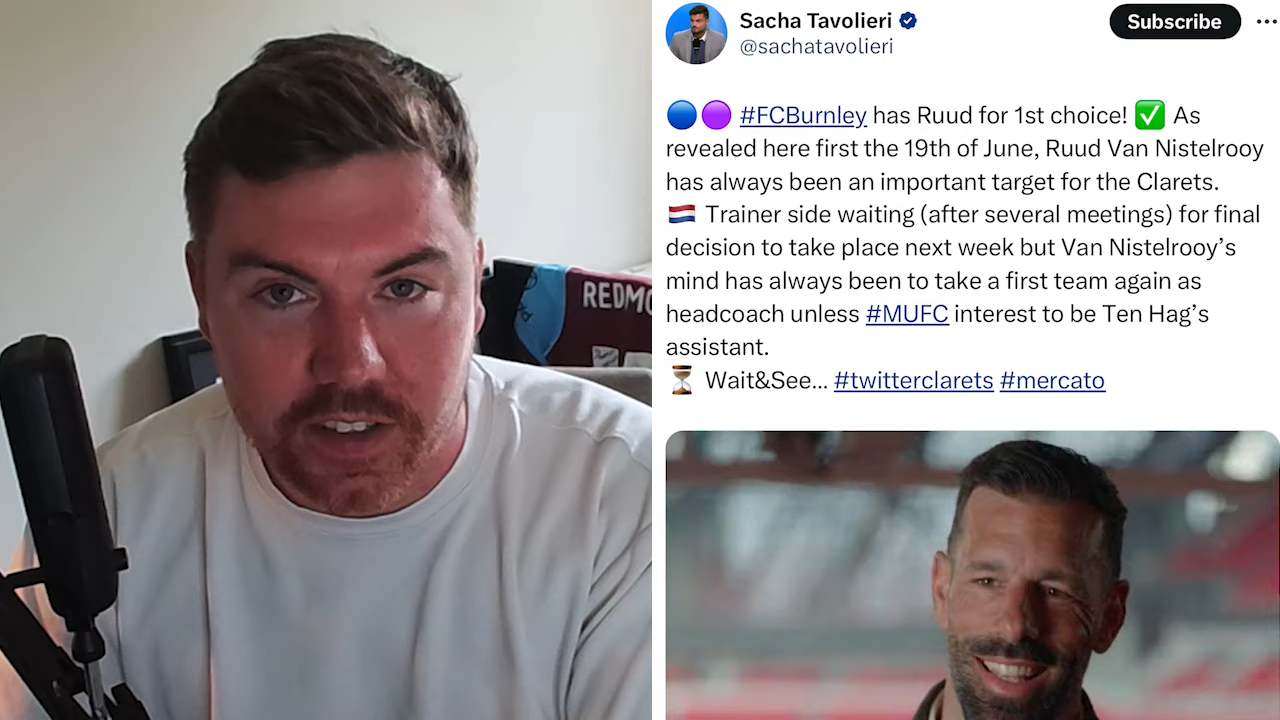 Sacha Tavolieri
@sachatavolieri
Subscribe
🔵🟣 #FCBurnley has Ruud for 1st choice! ✅ As
revealed here first the 19th of June, Ruud Van Nistelrooy
has always been an important target for the Clarets.
🇳🇱 Trainer side waiting (after several meetings) for final
decision to take place next week but Van Nistelrooy’s
mind has always been to take a first team again as
headcoach unless #MUFC interest to be Ten Hag’s
assistant.
⏳ Wait&See... #twitterclarets #mercato